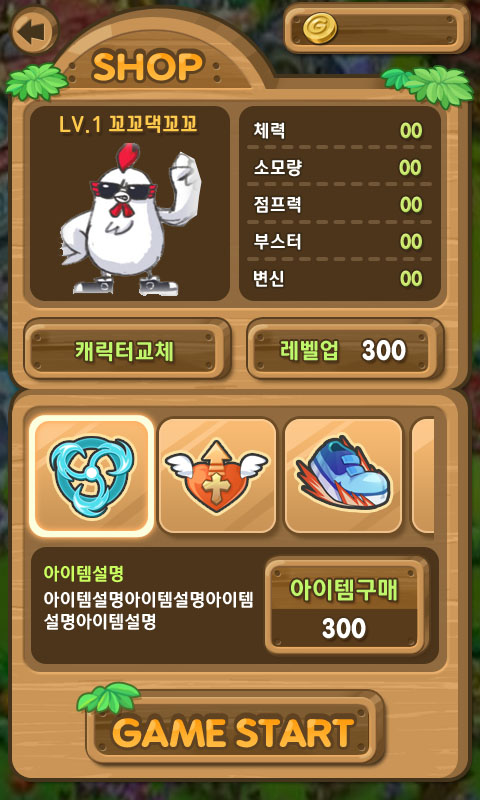 SHOP
G
LV.1 꼬꼬댁꼬꼬
체력 00
소모량 00
점프력 00
부스터 00
변신 00
캐릭터교체
레벨업 300
아이템설명
아이템설명아이템설명아이템
설명아이템설명
아이템구매
300
GAME START